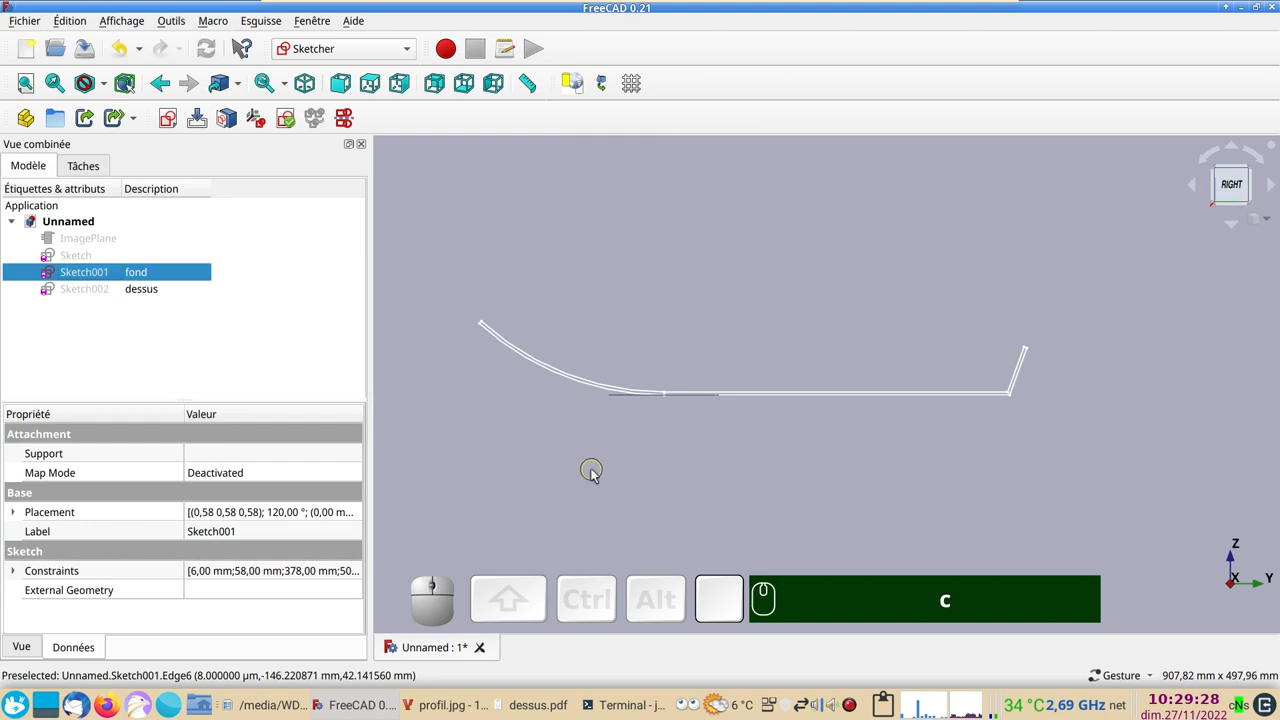 FreeCAD 0.21
Fichier Édition Affichage Outils Macro Esquisse Fenêtre Aide
Sketcher
Vue combinée
Modèle Tâches
Étiquettes & attributs Description
Application
Unnamed
ImagePlane
Sketch
Sketch001 fond
Sketch002 dessus
RIGHT
Propriété Valeur
Attachment
Support
Map Mode Deactivated
Base
Placement [(0,58 0,58 0,58); 120,00 °; (0,00 m...
Label Sketch001
Sketch
Constraints [6,00 mm;58,00 mm;378,00 mm;50...
External Geometry
Z
X Y
Ctrl Alt c
Vue Données
Unnamed : 1*
Preselected: Unnamed.Sketch001.Edge6 (8.000000 µm,-146.220871 mm,42.141560 mm) Gesture 907,82 mm x 497,96 mm
/media/WD... FreeCAD 0.... profil.jpg - 1... dessus.pdf Terminal - j... 6 °C 34 °C 2,69 GHz net 10:29:28 cNs
dim.27/11/2022